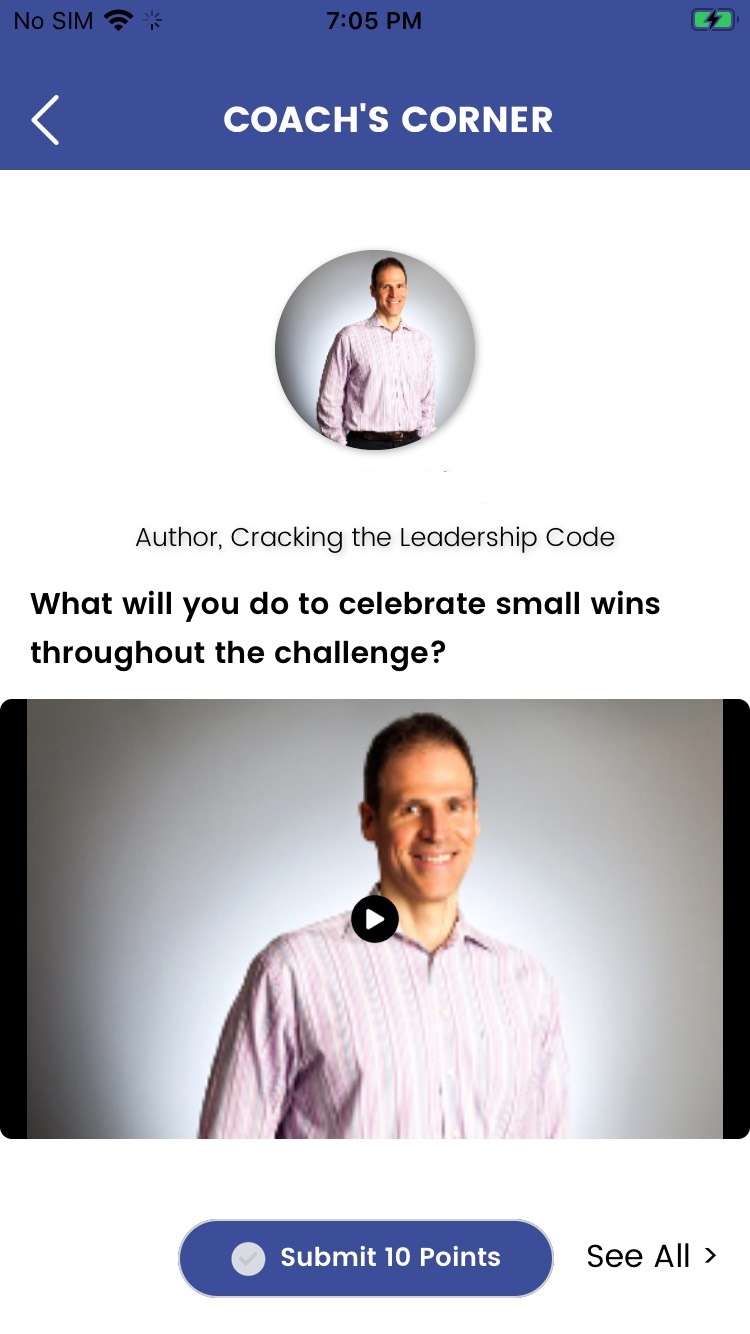 No SIM 7:05 PM
COACH'S CORNER
Author, Cracking the Leadership Code
What will you do to celebrate small wins
throughout the challenge?
Submit 10 Points
See All >